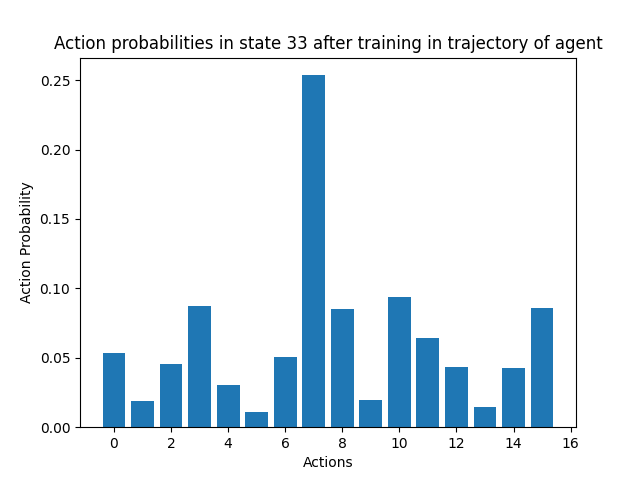 Action probabilities in state 33 after training in trajectory of agent
0.25
0.20
0.15
0.10
0.05
0.00
Action Probability
0 2 4 6 8 10 12 14 16
Actions